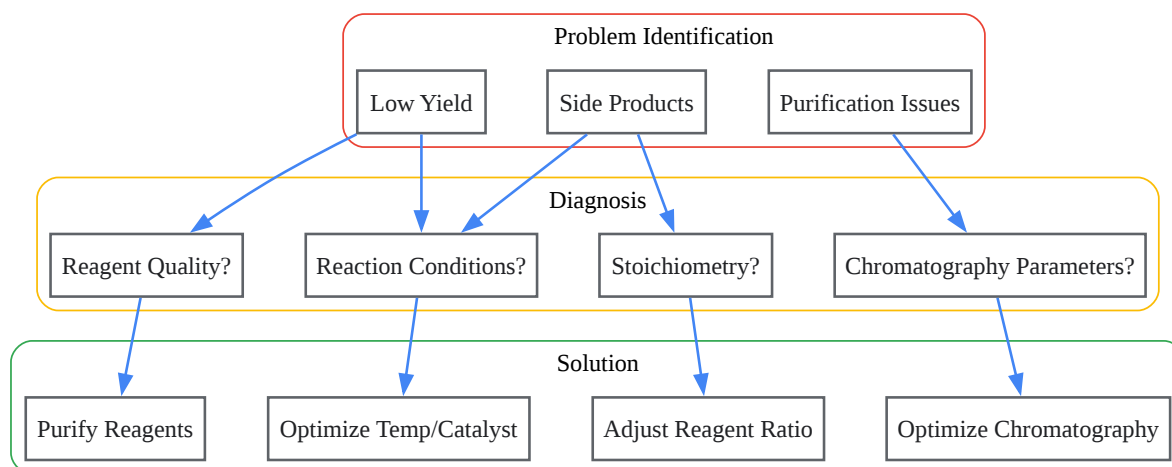 Problem Identification
Low Yield
Side Products
Purification Issues
Diagnosis
Reagent Quality?
Reaction Conditions?
Stoichiometry?
Chromatography Parameters?
Solution
Purify Reagents
Optimize Temp/Catalyst
Adjust Reagent Ratio
Optimize Chromatography